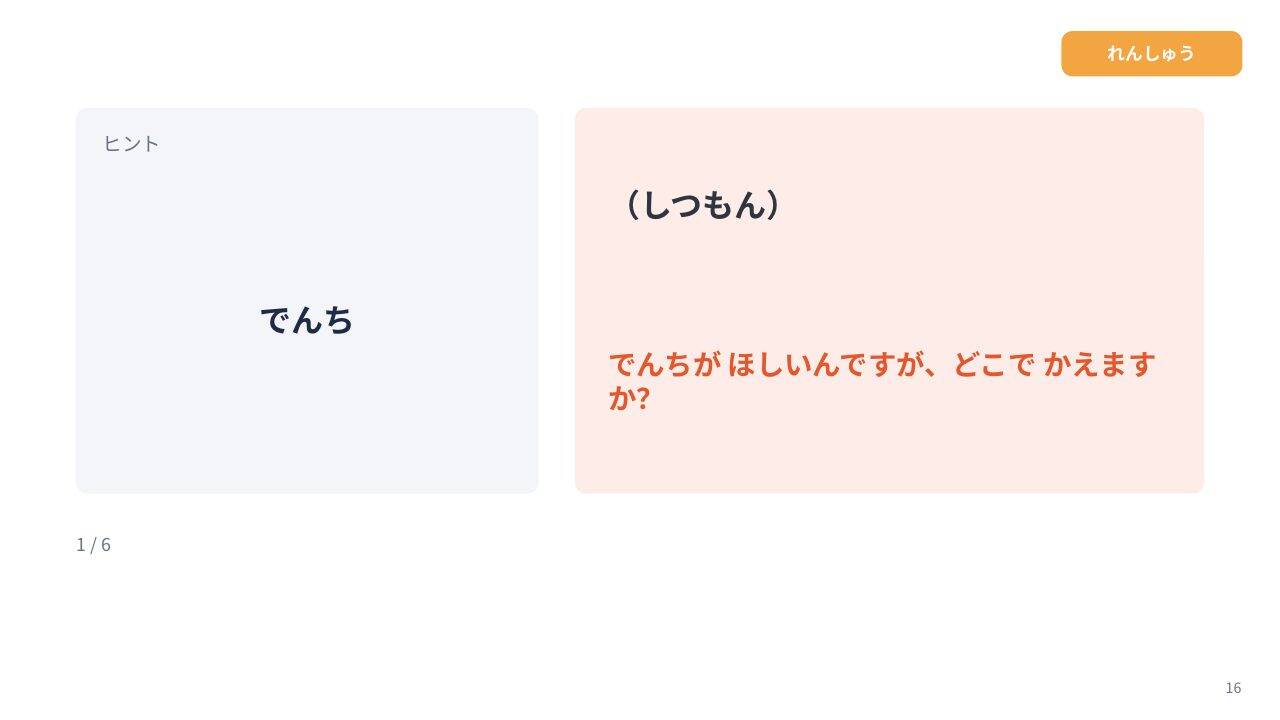 れんしゅう
ヒント
でんち
（しつもん）
でんちが ほしいんですが、どこで かえます
か?
1 / 6
16